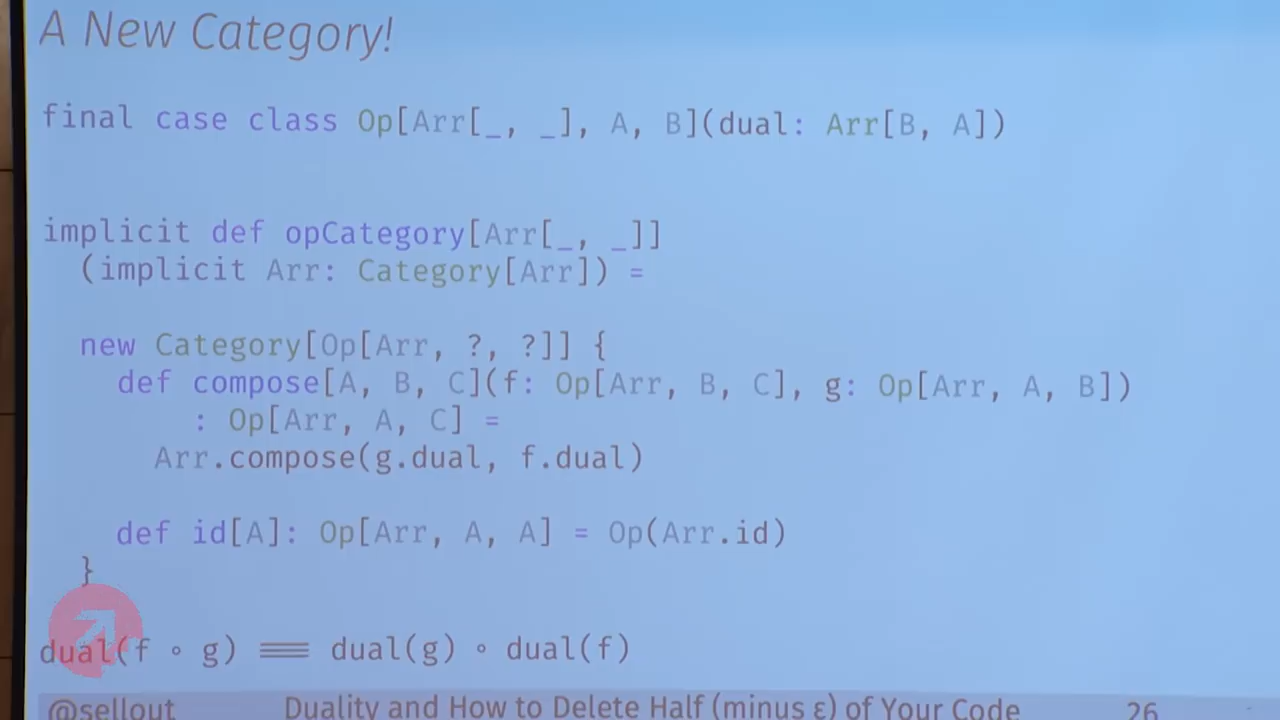 A New Category!
final case class Op[Arr[_, _], A, B](dual: Arr[B, A])
implicit def opCategory[Arr[_, _]]
(implicit Arr: Category[Arr]) =
new Category[Op[Arr, ?, ?]] {
def compose[A, B, C](f: Op[Arr, B, C], g: Op[Arr, A, B])
: Op[Arr, A, C] =
Arr.compose(g.dual, f.dual)
def id[A]: Op[Arr, A, A] = Op(Arr.id)
}
dual(f ∘ g) ≡ dual(g) ∘ dual(f)
@sellout Duality and How to Delete Half (minus ε) of Your Code 26